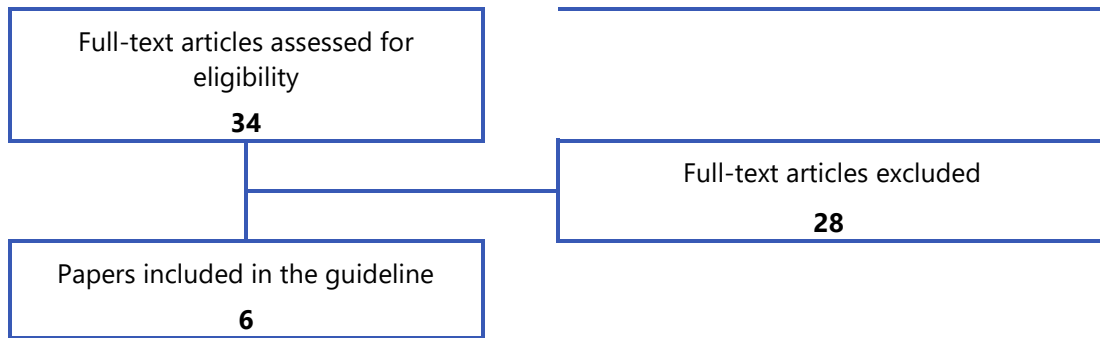 Full-text articles assessed for
eligibility
34
Full-text articles excluded
28
Papers included in the guideline
6